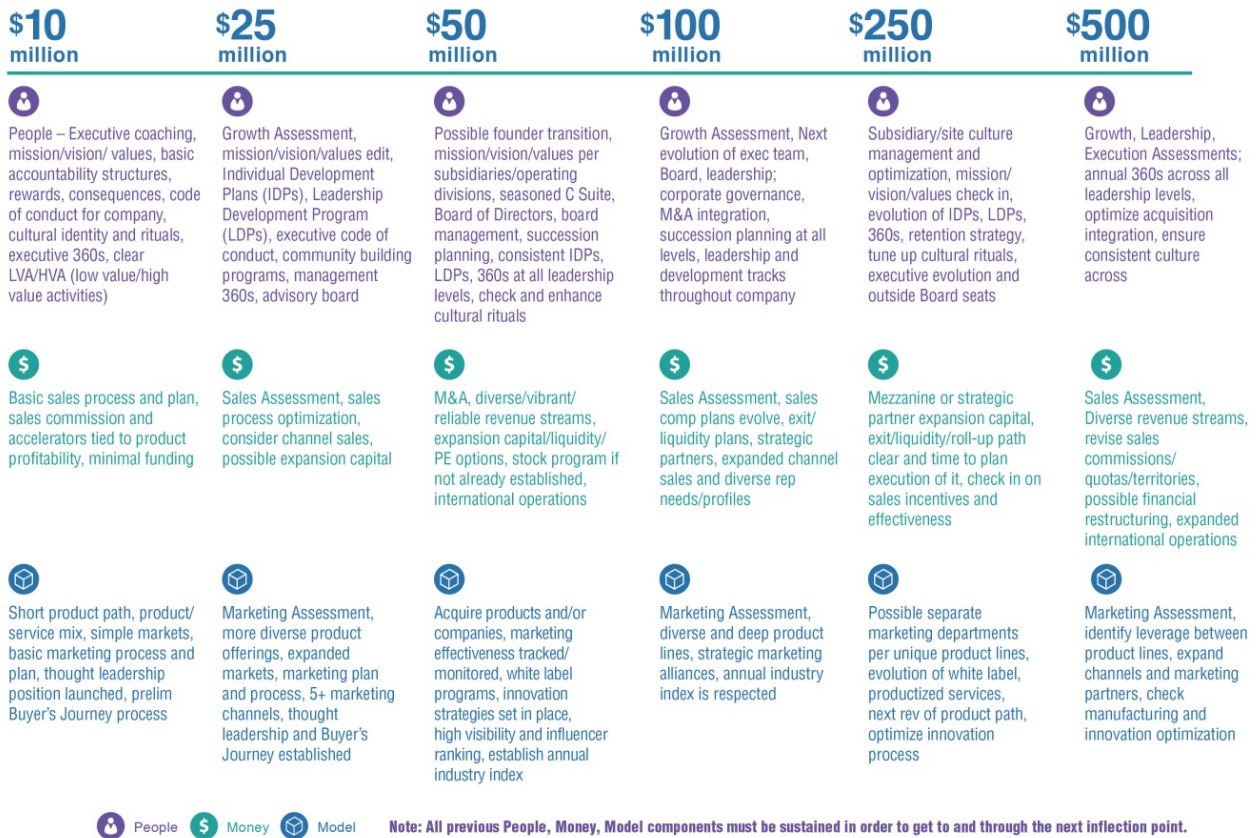 $10
million
$25
million
$50
million
$100
million
$250
million
$500
million
People – Executive coaching,
mission/vision/ values, basic
accountability structures,
rewards, consequences, code
of conduct for company,
cultural identity and rituals,
executive 360s, clear
LVA/HVA (low value/high
value activities)
Growth Assessment,
mission/vision/values edit,
Individual Development
Plans (IDPs), Leadership
Development Program
(LDPs), executive code of
conduct, community building
programs, management
360s, advisory board
Possible founder transition,
mission/vision/values per
subsidiaries/operating
divisions, seasoned C Suite,
Board of Directors, board
management, succession
planning, consistent IDPs,
LDPs, 360s at all leadership
levels, check and enhance
cultural rituals
Growth Assessment, Next
evolution of exec team,
Board, leadership;
corporate governance,
M&A integration,
succession planning at all
levels, leadership and
development tracks
throughout company
Subsidiary/site culture
management and
optimization, mission/
vision/values check in,
evolution of IDPs, LDPs,
360s, retention strategy,
tune up cultural rituals,
executive evolution and
outside Board seats
Growth, Leadership,
Execution Assessments;
annual 360s across all
leadership levels,
optimize acquisition
integration, ensure
consistent culture
across
$
Basic sales process and plan,
sales commission and
accelerators tied to product
profitability, minimal funding
$
Sales Assessment, sales
process optimization,
consider channel sales,
possible expansion capital
$
M&A, diverse/vibrant/
reliable revenue streams,
expansion capital/liquidity/
PE options, stock program if
not already established,
international operations
$
Sales Assessment, sales
comp plans evolve, exit/
liquidity plans, strategic
partners, expanded channel
sales and diverse rep
needs/profiles
$
Mezzanine or strategic
partner expansion capital,
exit/liquidity/roll-up path
clear and time to plan
execution of it, check in on
sales incentives and
effectiveness
$
Sales Assessment,
Diverse revenue streams,
revise sales
commissions/
quotas/territories,
possible financial
restructuring, expanded
international operations
Short product path, product/
service mix, simple markets,
basic marketing process and
plan, thought leadership
position launched, prelim
Buyer's Journey process
Marketing Assessment,
more diverse product
offerings, expanded
markets, marketing plan
and process, 5+ marketing
channels, thought
leadership and Buyer's
Journey established
Acquire products and/or
companies, marketing
effectiveness tracked/
monitored, white label
programs, innovation
strategies set in place,
high visibility and influencer
ranking, establish annual
industry index
Marketing Assessment,
diverse and deep product
lines, strategic marketing
alliances, annual industry
index is respected
Possible separate
marketing departments
per unique product lines,
evolution of white label,
productized services,
next rev of product path,
optimize innovation
process
Marketing Assessment,
identify leverage between
product lines, expand
channels and marketing
partners, check
manufacturing and
innovation optimization
People $ Money Model Note: All previous People, Money, Model components must be sustained in order to get to and through the next inflection point.